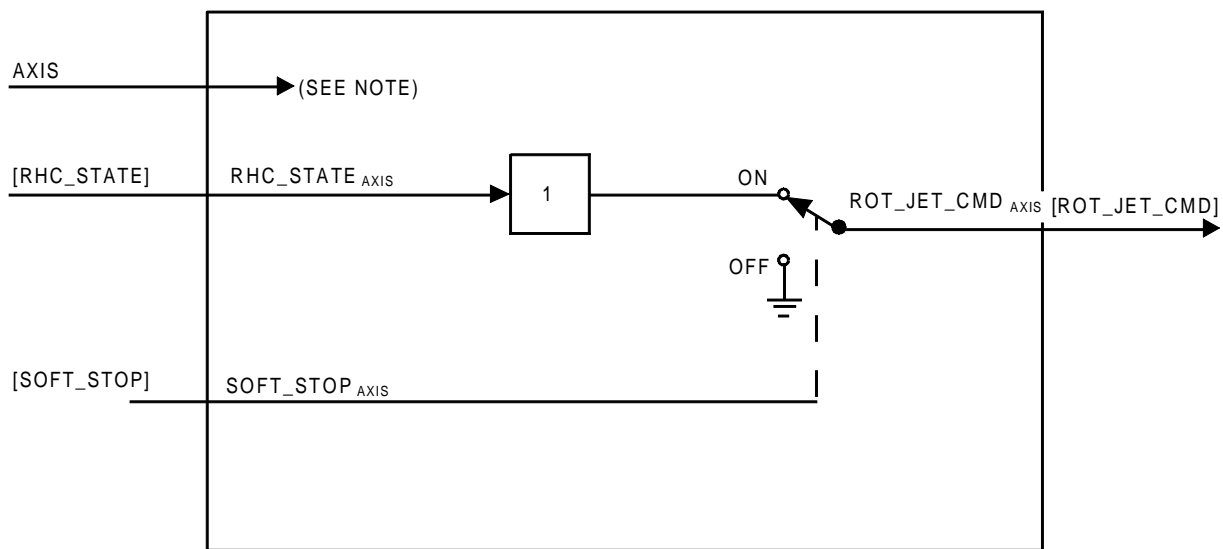 AXIS
(SEE NOTE)
[RHC_STATE]
RHC_STATE AXIS
1
ON
ROT_JET_CMD AXIS
[ROT_JET_CMD]
OFF
[SOFT_STOP]
SOFT_STOP AXIS